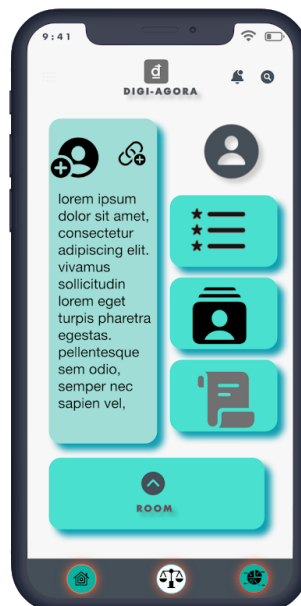 9:41
DIGI-AGORA
lorem ipsum
dolor sit amet,
consectetur
adipiscing elit.
vivamus
sollicitudin
lorem eget
turpis pharetra
egestas.
pellentesque
sem odio,
semper nec
sapien vel,
ROOM